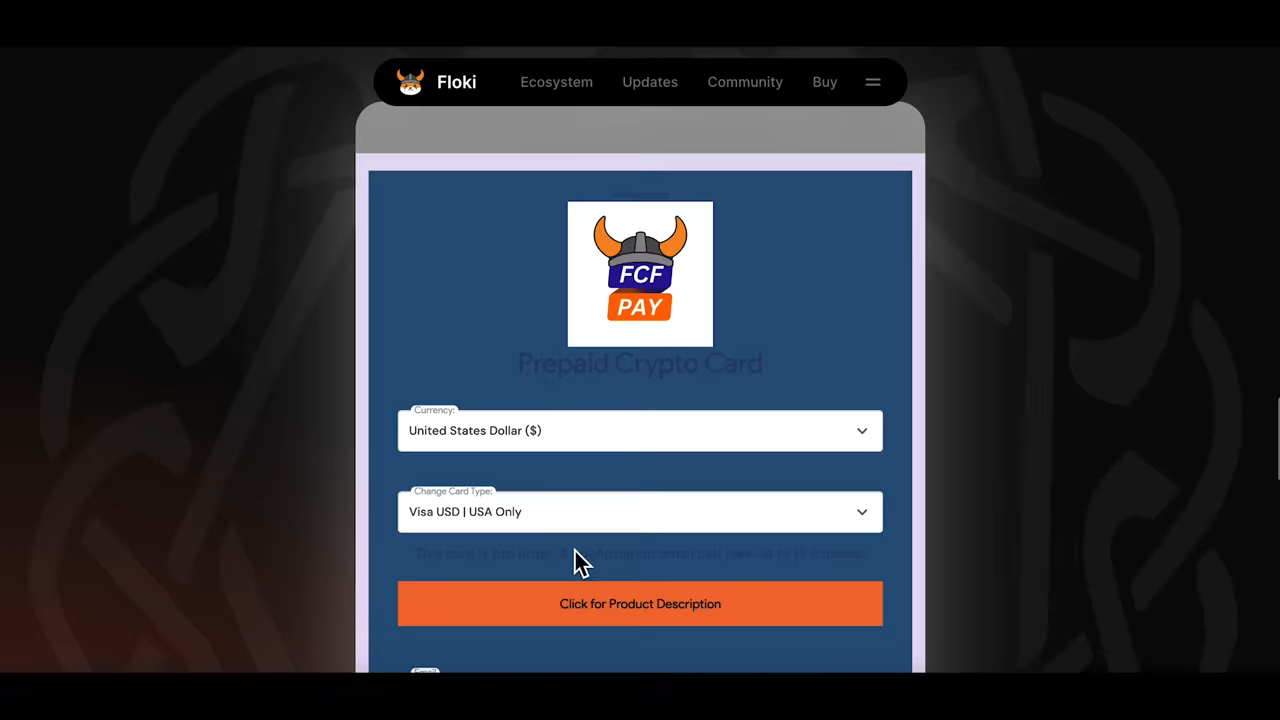 Floki
Ecosystem
Updates
Community
Buy
FCF
PAY
Prepaid Crypto Card
Currency:
United States Dollar ($)
Change Card Type:
Visa USD | USA Only
Click for Product Description
Email